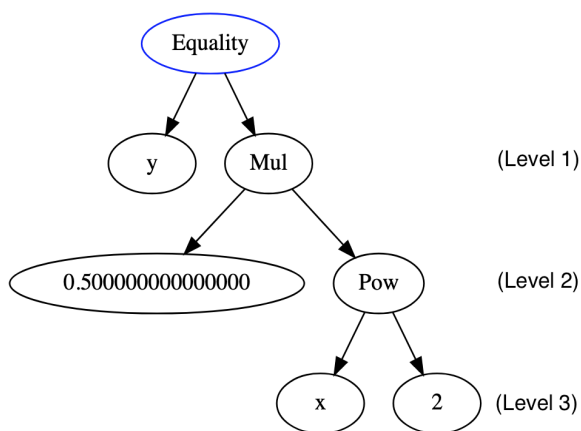 Equality
y Mul (Level 1)
0.500000000000000 Pow (Level 2)
x 2 (Level 3)